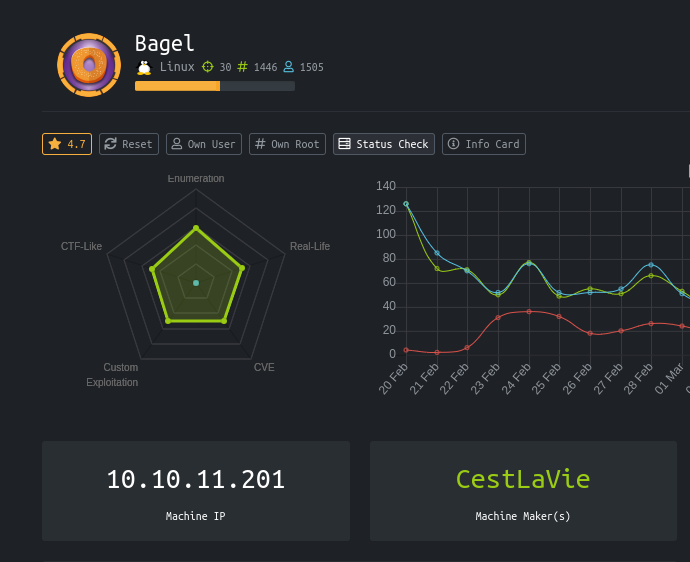 Bagel
Linux 30 # 1446 1505
4.7 Reset Own User # Own Root Status Check Info Card
Enumeration
CTF-Like
Real-Life
Custom
Exploitation
CVE
140
120
100
80
60
40
20
0
20 Feb
21 Feb
22 Feb
23 Feb
24 Feb
25 Feb
26 Feb
27 Feb
28 Feb
01 Mar
10.10.11.201
Machine IP
CestLaVie
Machine Maker(s)